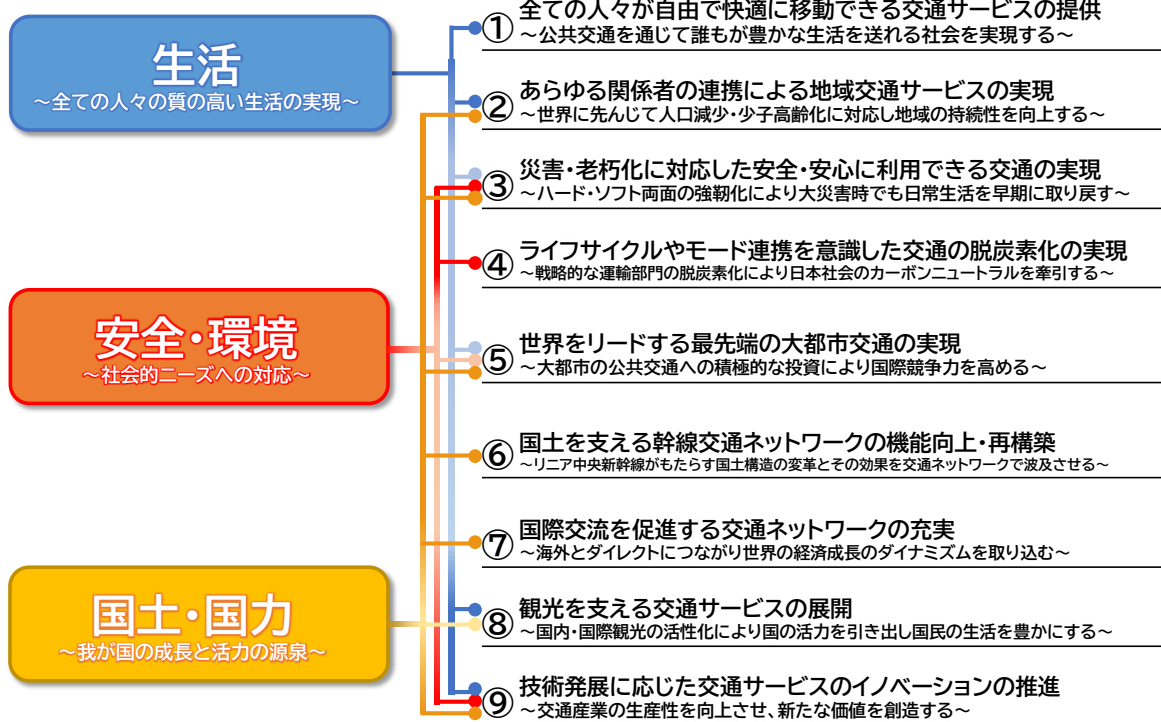 生活
～全ての人々の質の高い生活の実現～
安全・環境
～社会的ニーズへの対応～
国土・国力
～我が国の成長と活力の源泉～
① 全ての人々が自由で快適に移動できる交通サービスの提供
～公共交通を通じて誰もが豊かな生活を送れる社会を実現する～
② あらゆる関係者の連携による地域交通サービスの実現
～世界に先んじて人口減少・少子高齢化に対応し地域の持続性を向上する～
③ 災害・老朽化に対応した安全・安心に利用できる交通の実現
～ハード・ソフト両面の強靭化により大災害時でも日常生活を早期に取り戻す～
④ ライフサイクルやモード連携を意識した交通の脱炭素化の実現
～戦略的な運輸部門の脱炭素化により日本社会のカーボンニュートラルを牽引する～
⑤ 世界をリードする最先端の大都市交通の実現
～大都市の公共交通への積極的な投資により国際競争力を高める～
⑥ 国土を支える幹線交通ネットワークの機能向上・再構築
～リニア中央新幹線がもたらす国土構造の変革とその効果を交通ネットワークで波及させる～
⑦ 国際交流を促進する交通ネットワークの充実
～海外とダイレクトにつながり世界の経済成長のダイナミズムを取り込む～
⑧ 観光を支える交通サービスの展開
～国内・国際観光の活性化により国の活力を引き出し国民の生活を豊かにする～
⑨ 技術発展に応じた交通サービスのイノベーションの推進
～交通産業の生産性を向上させ、新たな価値を創造する～